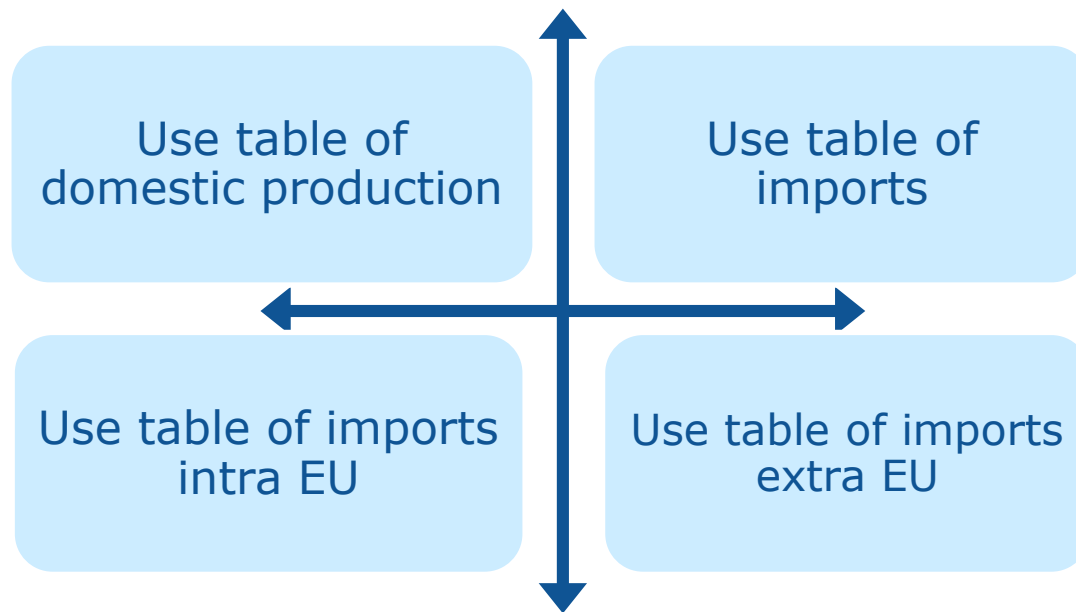 Use table of
domestic production
Use table of
imports
Use table of imports
intra EU
Use table of imports
extra EU